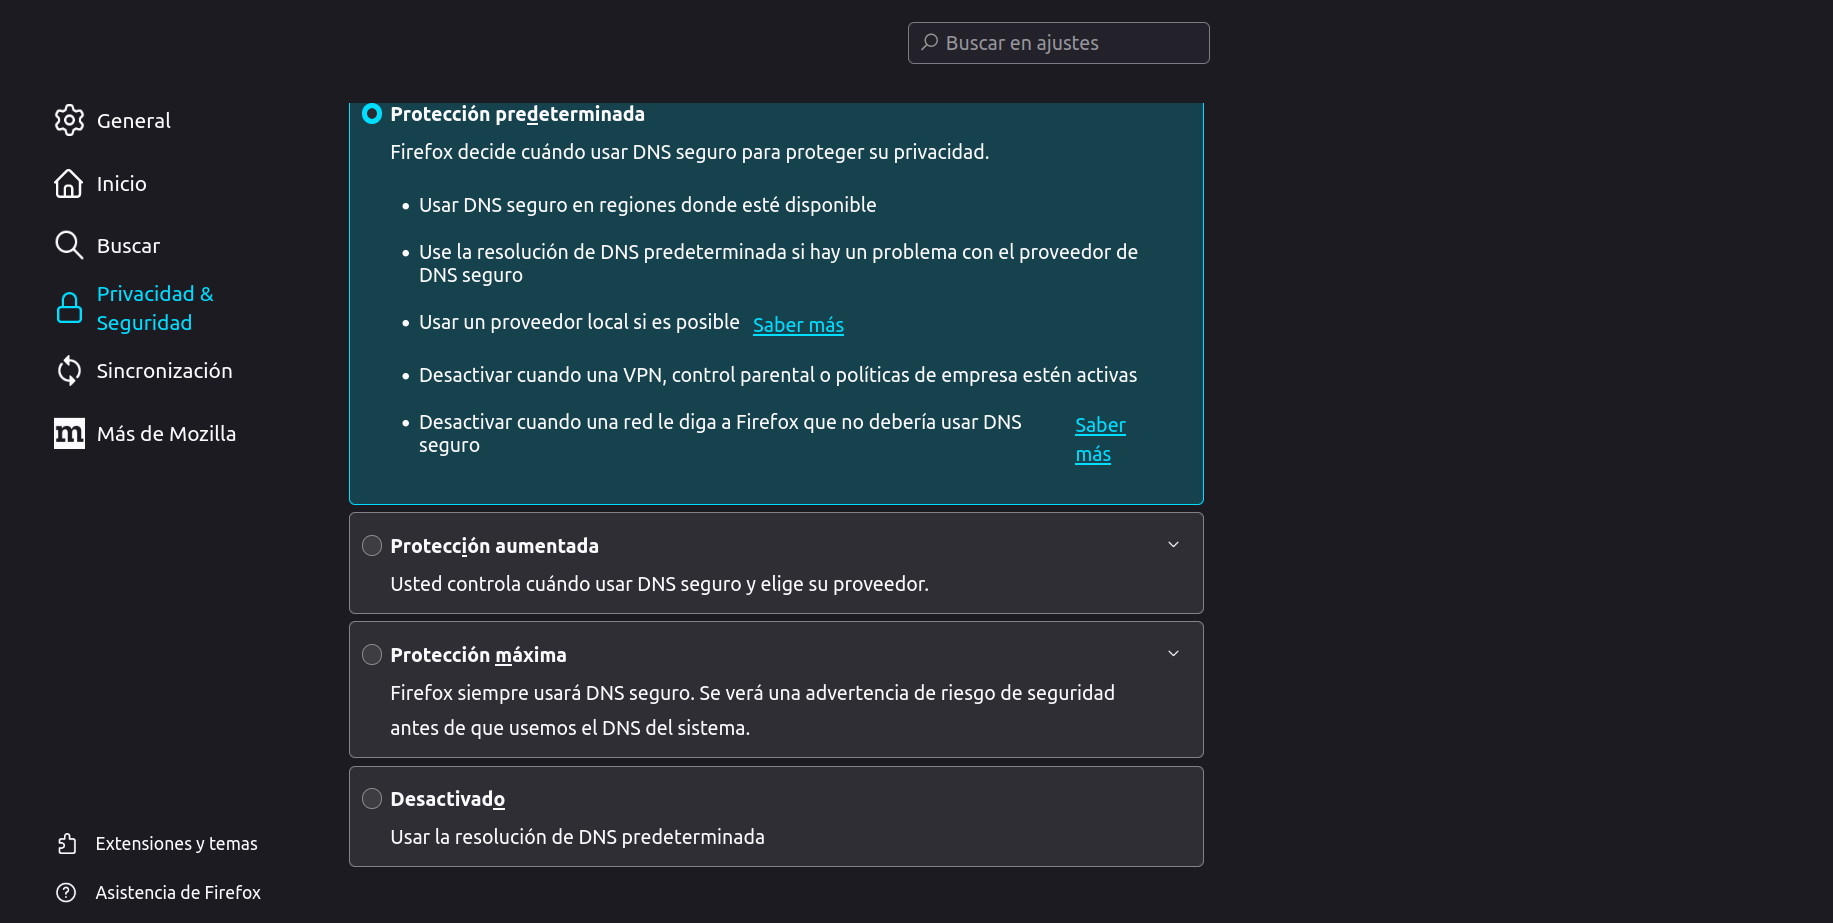 Buscar en ajustes
General
Inicio
Buscar
Privacidad &
Seguridad
Sincronización
m Más de Mozilla
Extensiones y temas
Asistencia de Firefox
Protección predeterminada
Firefox decide cuándo usar DNS seguro para proteger su privacidad.
• Usar DNS seguro en regiones donde esté disponible
• Use la resolución de DNS predeterminada si hay un problema con el proveedor de
DNS seguro
• Usar un proveedor local si es posible Saber más
• Desactivar cuando una VPN, control parental o políticas de empresa estén activas
• Desactivar cuando una red le diga a Firefox que no debería usar DNS
seguro
Saber
más
Protección aumentada
Usted controla cuándo usar DNS seguro y elige su proveedor.
Protección máxima
Firefox siempre usará DNS seguro. Se verá una advertencia de riesgo de seguridad
antes de que usemos el DNS del sistema.
Desactivado
Usar la resolución de DNS predeterminada